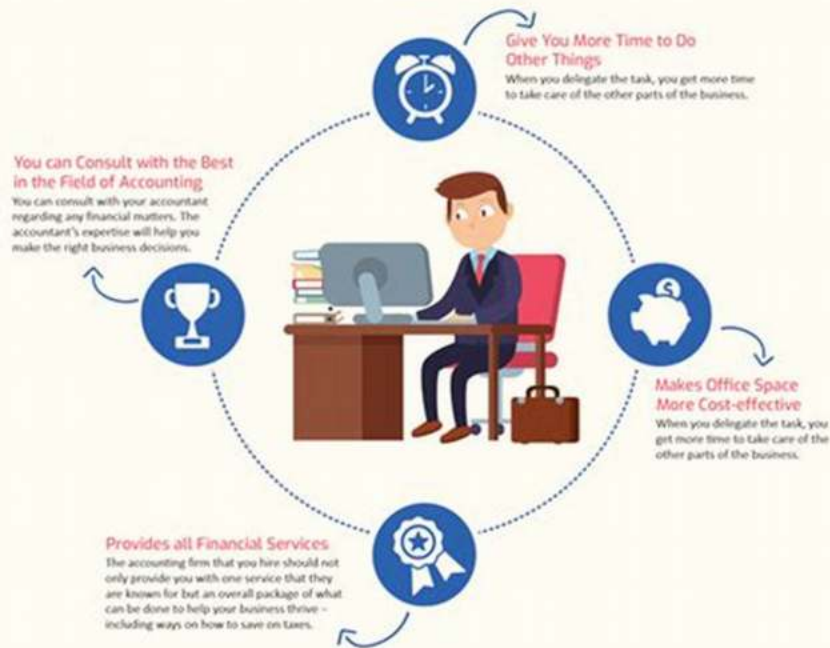 Give You More Time to Do
Other Things
When you delegate the task, you get more time
to take care of the other parts of the business.
You can Consult with the Best
in the Field of Accounting
You can consult with your accountant
regarding any financial matters. The
accountant's expertise will help you
make the right business decisions.
Makes Office Space
More Cost-effective
When you delegate the task, you
get more time to take care of the
other parts of the business.
Provides all Financial Services
The accounting firm that you hire should not
only provide you with one service that they
are known for but an overall package of what
can be done to help your business thrive –
including ways on how to save on taxes.